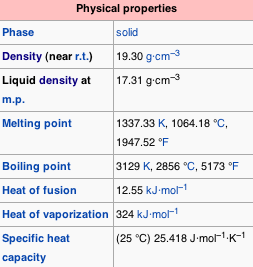 Physical properties
Phase solid
Density (near r.t.) 19.30 g·cm⁻³
Liquid density at 17.31 g·cm⁻³
m.p.
Melting point 1337.33 K, 1064.18 °C,
1947.52 °F
Boiling point 3129 K, 2856 °C, 5173 °F
Heat of fusion 12.55 kJ·mol⁻¹
Heat of vaporization 324 kJ·mol⁻¹
Specific heat (25 °C) 25.418 J·mol⁻¹·K⁻¹
capacity